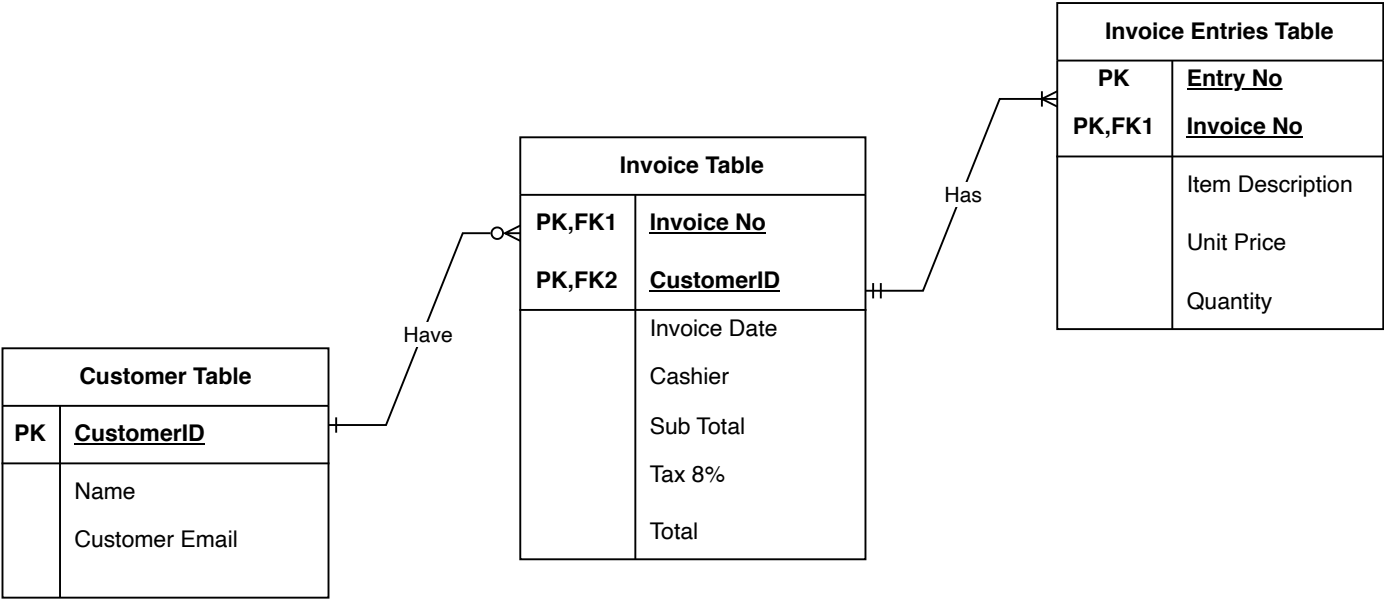 Customer Table
PK CustomerID
Name
Customer Email
Have
Invoice Table
PK,FK1 Invoice No
PK,FK2 CustomerID
Invoice Date
Cashier
Sub Total
Tax 8%
Total
Has
Invoice Entries Table
PK Entry No
PK,FK1 Invoice No
Item Description
Unit Price
Quantity